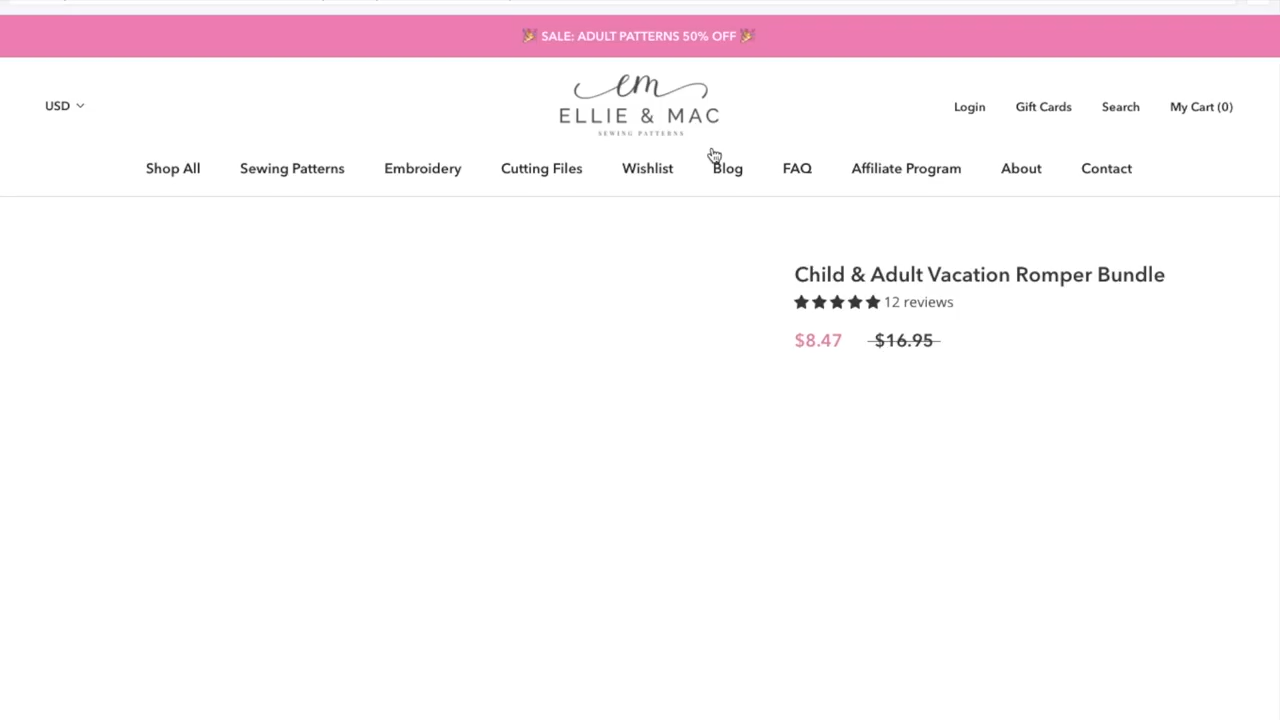 SALE: ADULT PATTERNS 50% OFF
USD
em
ELLIE & MAC
SEWING PATTERNS
Login Gift Cards Search My Cart (0)
Shop All Sewing Patterns Embroidery Cutting Files Wishlist Blog FAQ Affiliate Program About Contact
Child & Adult Vacation Romper Bundle
12 reviews
$8.47 $16.95